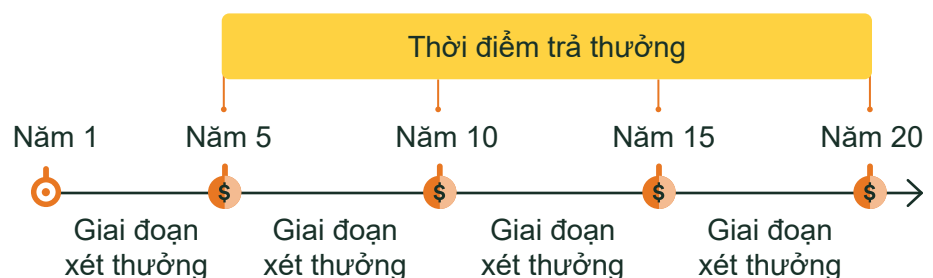 Thời điểm trả thưởng
Năm 1
Năm 5
Năm 10
Năm 15
Năm 20
$
$
$
$
Giai đoạn
xét thưởng
Giai đoạn
xét thưởng
Giai đoạn
xét thưởng
Giai đoạn
xét thưởng